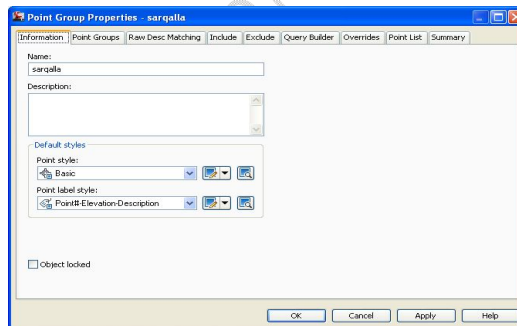 Point Group Properties - sarqalla
Information Point Groups Raw Desc Matching Include Exclude Query Builder Overrides Point List Summary
Name:
sarqalla
Description:
Default styles
Point style:
Basic
Point label style:
Point#-Elevation-Description
Object locked
OK Cancel Apply Help